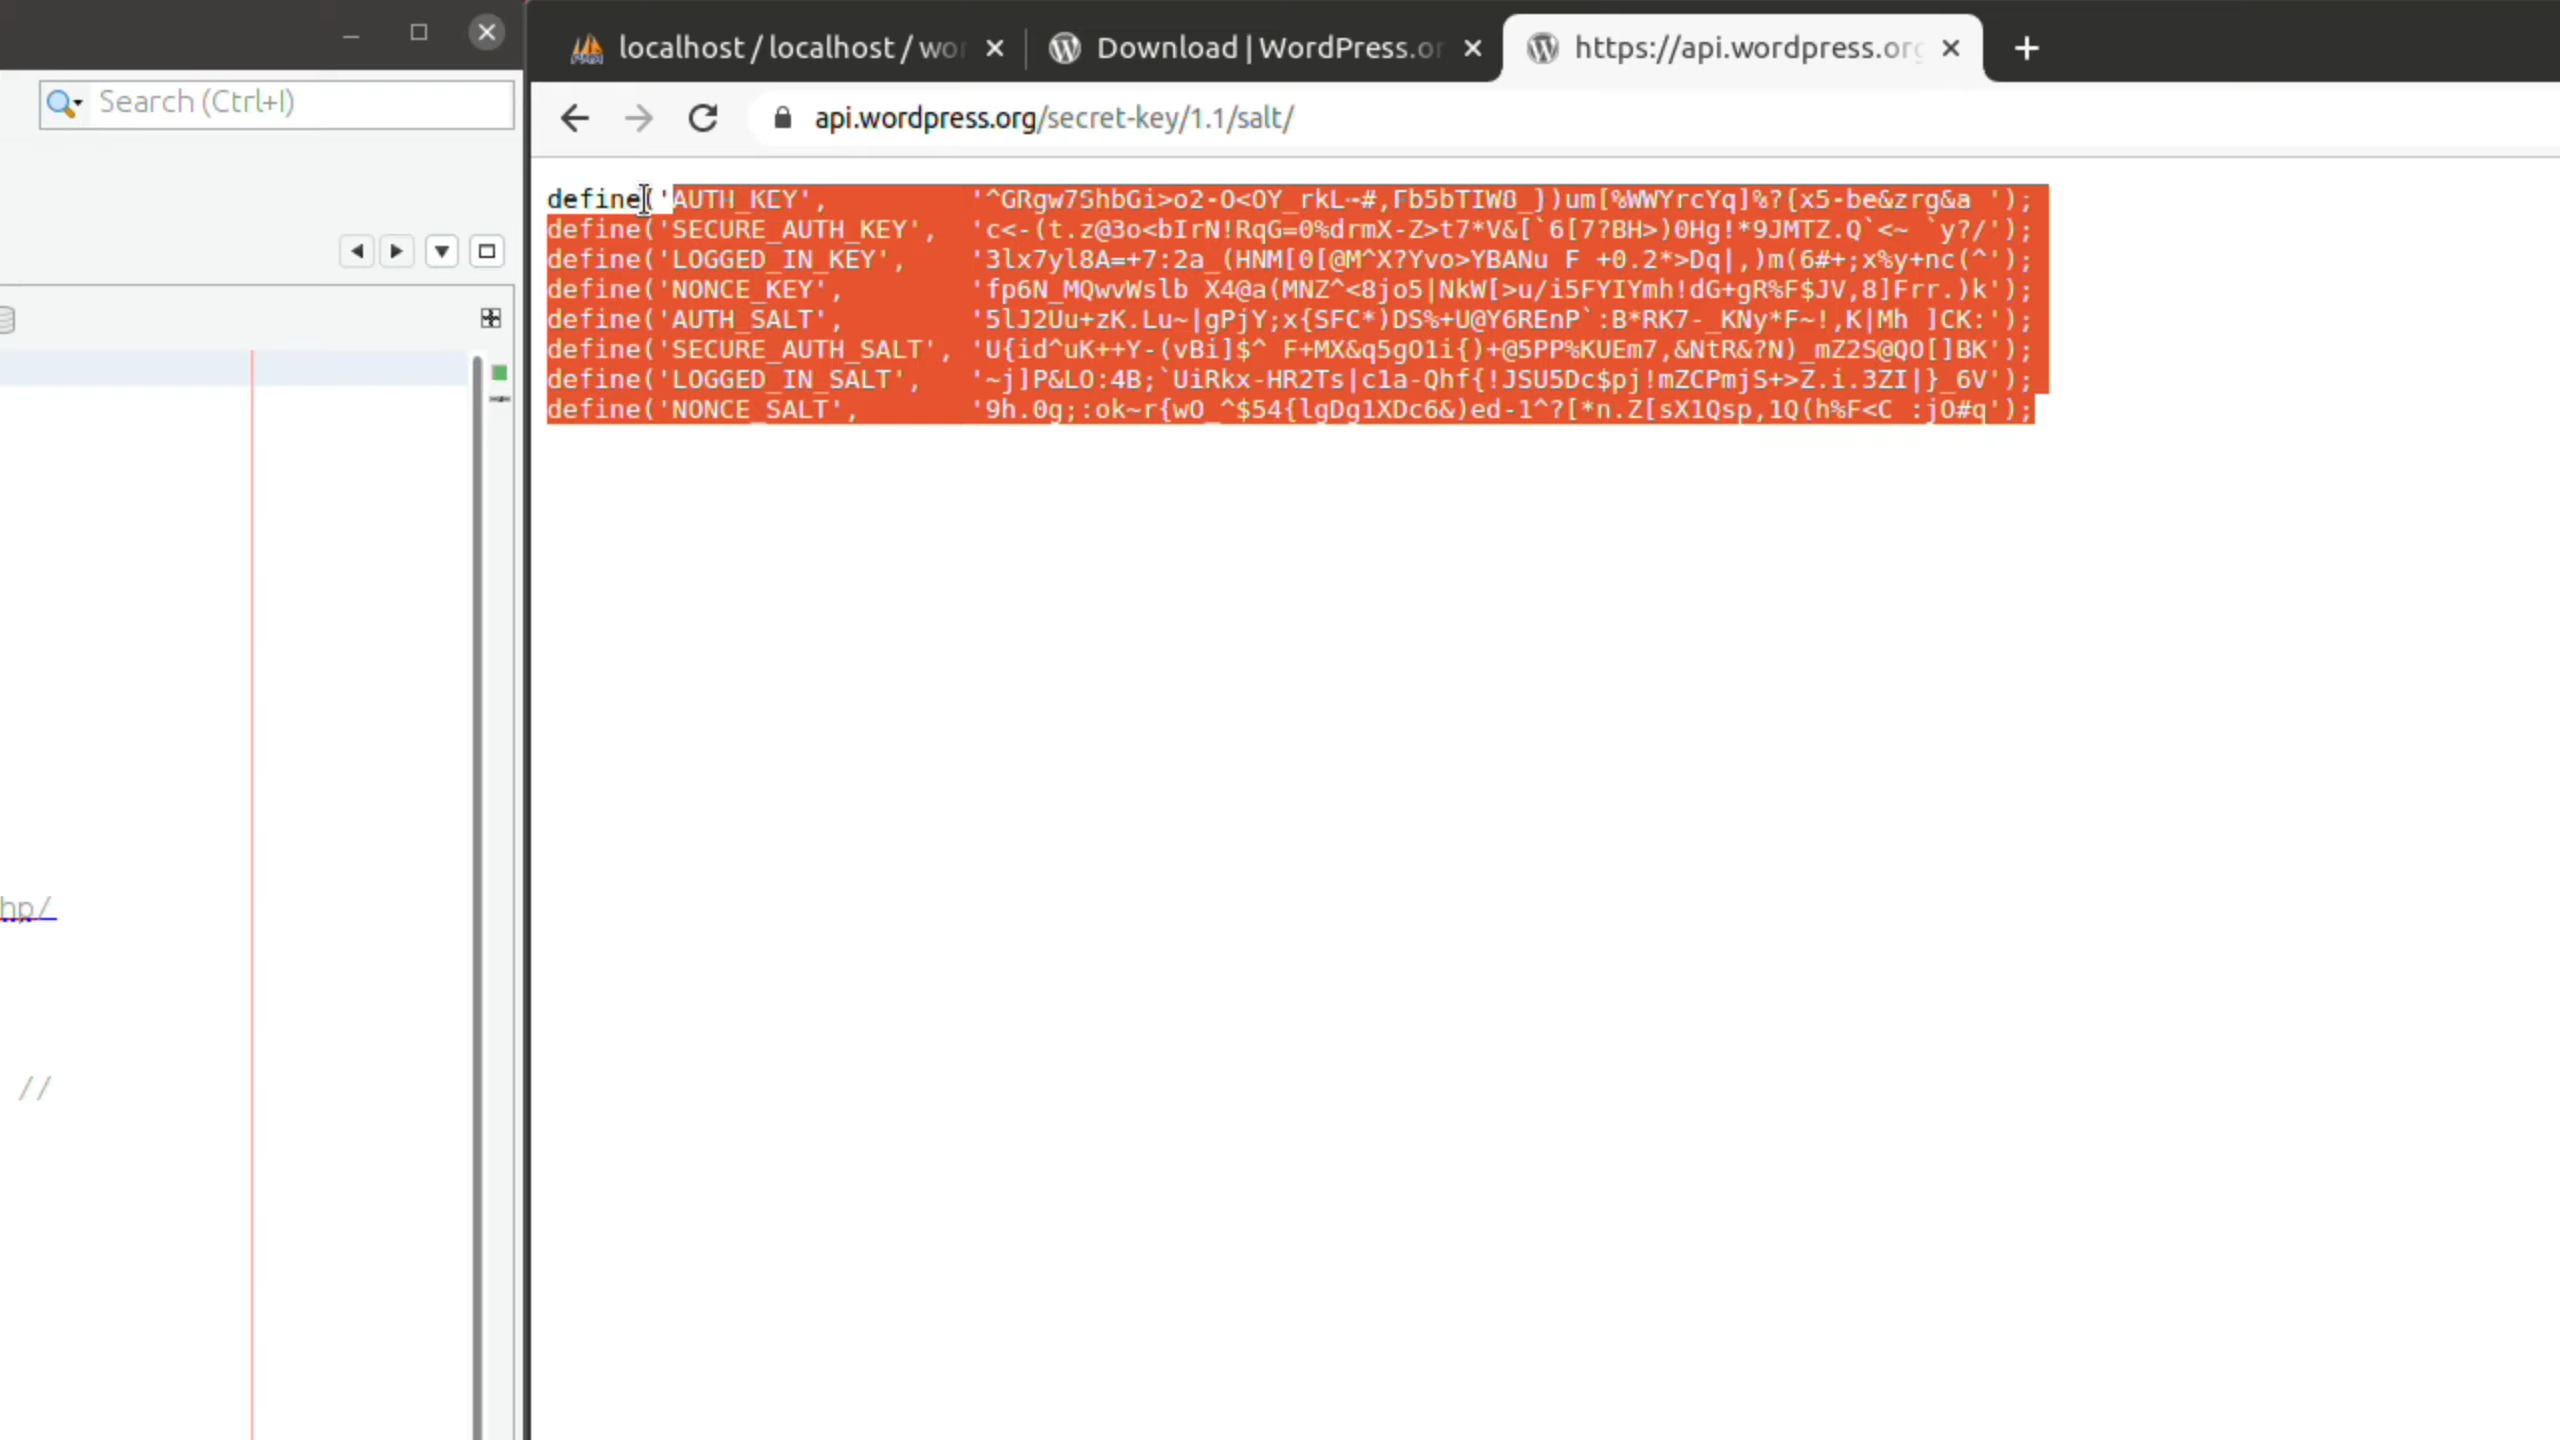 localhost / localhost / wo
Download | WordPress.or
https://api.wordpress.org
Search (Ctrl+I)
api.wordpress.org/secret-key/1.1/salt/
define('AUTH_KEY',         '^GRgw7ShbGi>o2-O<0Y_rkL~#,Fb5bTIW8_})um[%WWYrcYq]%?{x5-be&zrg&a ');
define('SECURE_AUTH_KEY',  'c<-(t.z@3o<bIrN!RqG=0%drmX-Z>t7*V&[`6[7?BH>)0Hg!*9JMTZ.Q`<~ `y?/');
define('LOGGED_IN_KEY',    '3lx7yl8A=+7:2a_(HNM[0[@M^X?Yvo>YBANu F +0.2*>Dq|,)m(6#+;x%y+nc(^');
define('NONCE_KEY',        'fp6N_MQwvWslb X4@a(MNZ^<8jo5|NkW[>u/i5FYIYmh!dG+gR%F$JV,8]Frr.)k');
define('AUTH_SALT',        '5lJ2Uu+zK.Lu~|gPjY;x{SFC*)DS%+U@Y6REnP`:B*RK7-_KNy*F~!,K|Mh ]CK:');
define('SECURE_AUTH_SALT', 'U{id^uK++Y-(vBi]$^ F+MX&q5gO1i{)+@5PP%KUEm7,&NtR&?N)_mZ2S@QO[]BK');
define('LOGGED_IN_SALT',   '~j]P&LO:4B;`UiRkx-HR2Ts|c1a-Qhf{!JSU5Dc$pj!mZCPmjS+>Z.i.3ZI|}_6V');
define('NONCE_SALT',       '9h.0g;:ok~r{wO_^$54{lgDg1XDc6&)ed-1^?[*n.Z[sX1Qsp,1Q(h%F<C :jO#q');
hp/
//